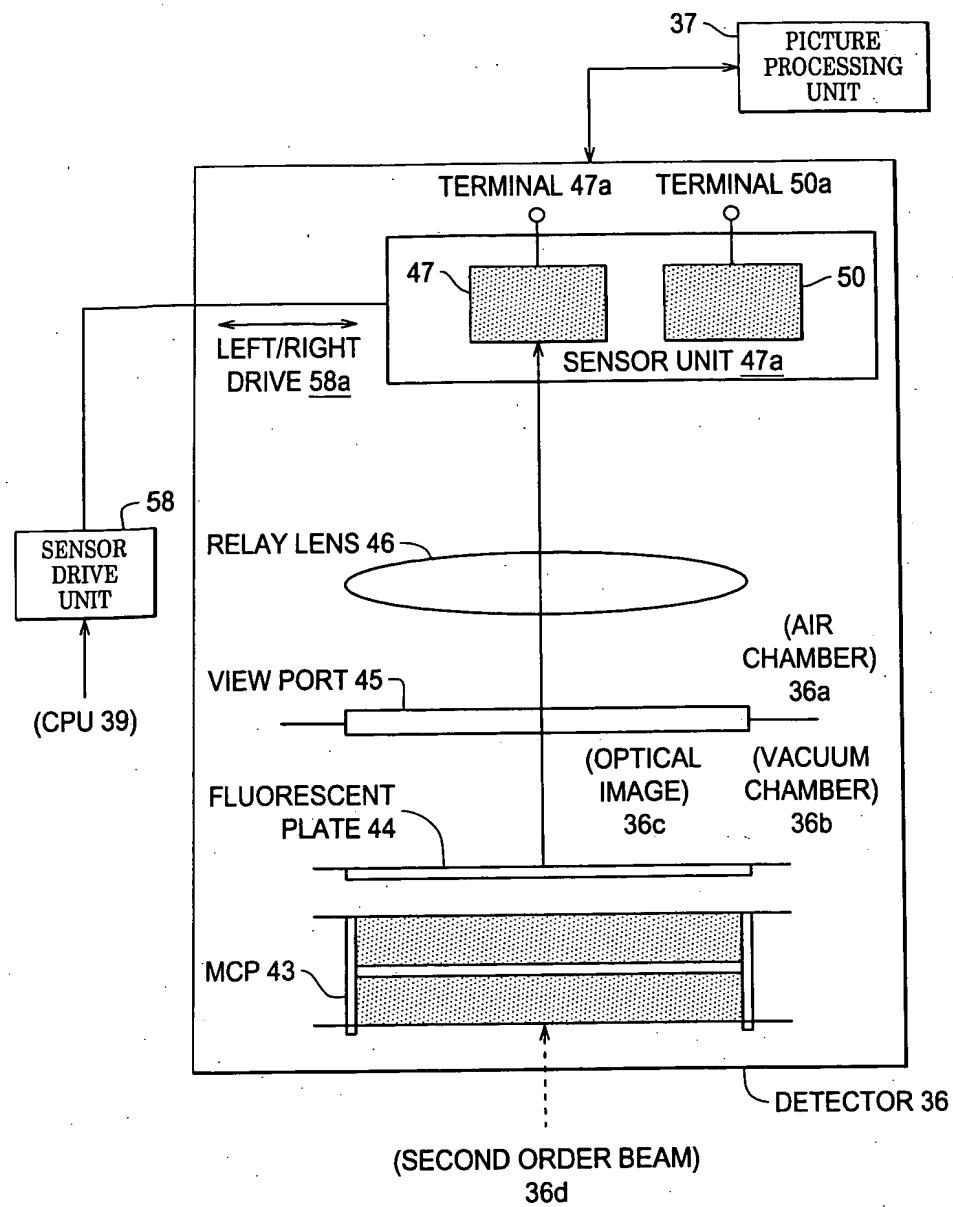 37
PICTURE
PROCESSING
UNIT
TERMINAL 47a
TERMINAL 50a
47
50
SENSOR UNIT 47a
LEFT/RIGHT
DRIVE 58a
58
SENSOR
DRIVE
UNIT
(CPU 39)
RELAY LENS 46
(AIR
CHAMBER)
36a
VIEW PORT 45
(OPTICAL
IMAGE)
36c
(VACUUM
CHAMBER)
36b
FLUORESCENT
PLATE 44
MCP 43
DETECTOR 36
(SECOND ORDER BEAM)
36d